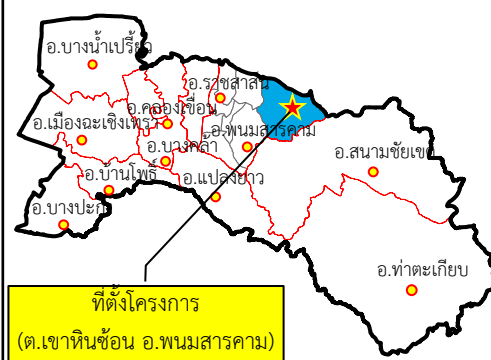 อ.บางน้ำเปรี้ยว
อ.ราชสาส์น
อ.คลองเขื่อน
อ.เมืองฉะเชิงเทรา
อ.พนมสารคาม
อ.บางคล้า
อ.สนามชัยเขต
อ.บ้านโพธิ์
อ.แปลงยาว
อ.บางปะกง
อ.ท่าตะเกียบ
ที่ตั้งโครงการ
(ต.เขาหินซ้อน อ.พนมสารคาม)